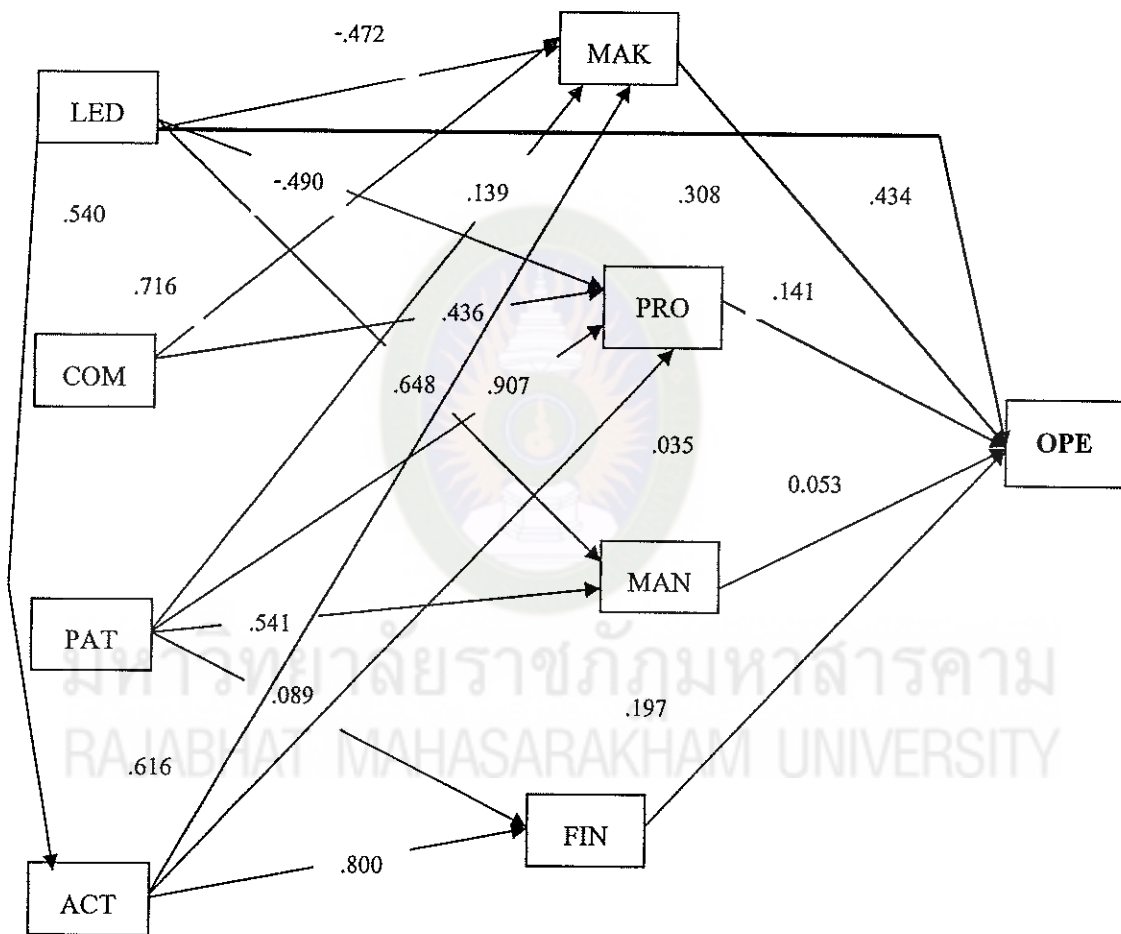 -.472
MAK
LED
-.490
.139
.308
.434
.540
.716
.436
PRO
.141
COM
.648
.907
.035
OPE
0.053
MAN
PAT
.541
มหาวิทยาลัยราชภัฏมหาสารคาม
.089
.197
RAJABHAT MAHASARAKHAM UNIVERSITY
.616
FIN
.800
ACT